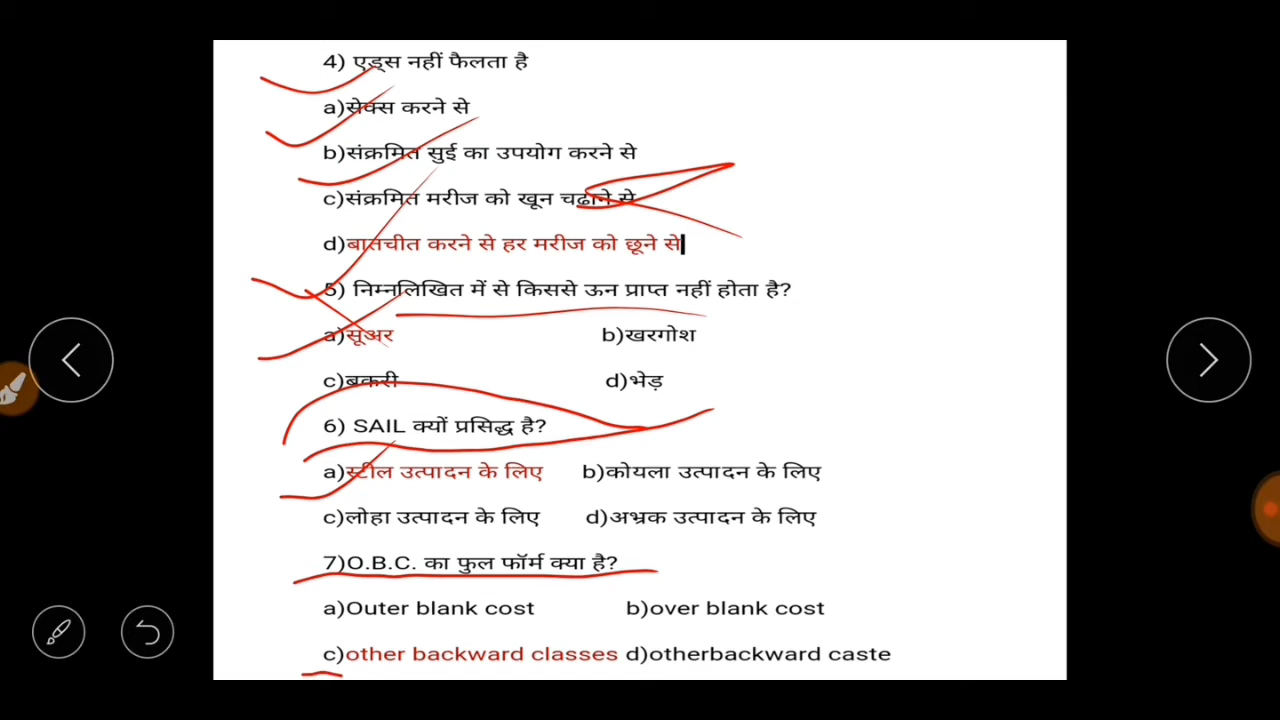 4) एड्स नहीं फैलता है
a)सेक्स करने से
b)संक्रमित सुई का उपयोग करने से
c)संक्रमित मरीज को खून चढ़ाने से
d)बातचीत करने से हर मरीज को छूने से
5) निम्नलिखित में से किससे ऊन प्राप्त नहीं होता है?
a)सूअर b)खरगोश
c)बकरी d)भेड़
6) SAIL क्यों प्रसिद्ध है?
a)स्टील उत्पादन के लिए b)कोयला उत्पादन के लिए
c)लोहा उत्पादन के लिए d)अभ्रक उत्पादन के लिए
7)O.B.C. का फुल फॉर्म क्या है?
a)Outer blank cost b)over blank cost
c)other backward classes d)otherbackward caste